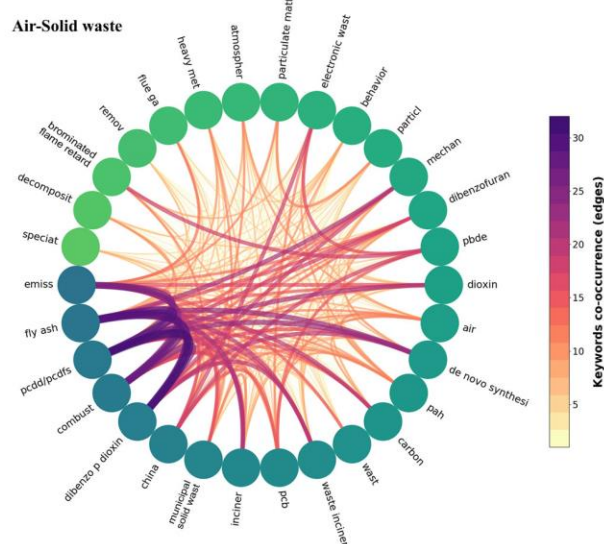 Air-Solid waste
particulate matt
electronic wast
atmospher
behavior
heavy met
particl
flue ga
mechan
remov
dibenzofuran
brominated
flame retard
pbde
decomposit
dioxin
speciat
air
emiss
de novo synthesi
fly ash
pah
pcdd/pcdfs
carbon
combust
wast
dibenzo p dioxin
waste inciner
china
pcb
municipal
solid wast
inciner
30
25
20
15
10
5
Keywords co-occurrence (edges)